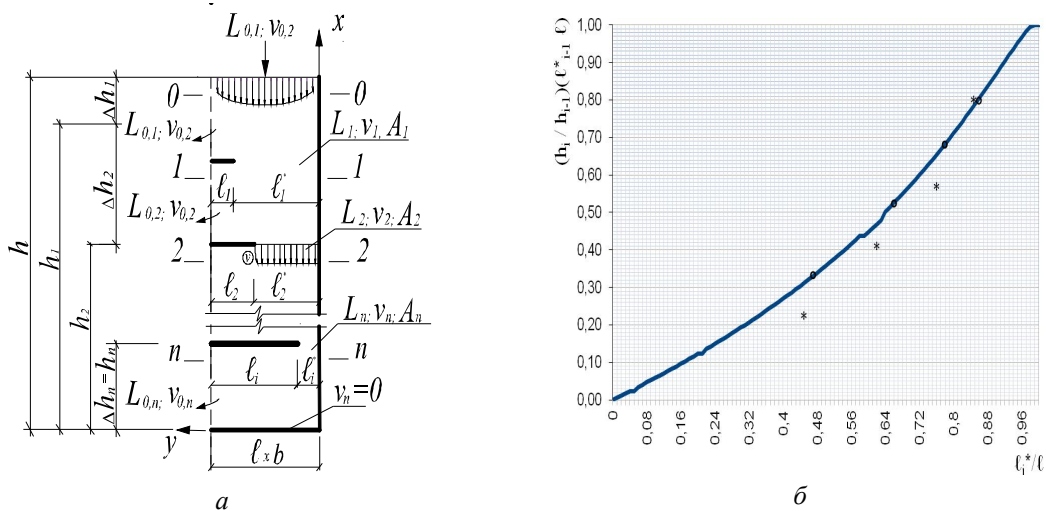 L₀,₁; v₀,₂
x
h
Δh₁
0
0
L₀,₁; v₀,₂
L₁; v₁, A₁
h₁
Δh₂
1
1
ℓ₁
ℓ₁*
L₀,₂; v₀,₂
L₂; v₂; A₂
2
v
2
ℓ₂
ℓ₂*
h₂
Lₙ; vₙ; Aₙ
Δhₙ = hₙ
n
n
ℓᵢ
ℓᵢ*
L₀,ₙ; v₀,ₙ
vₙ=0
y
ℓ x b
а
(hᵢ / hᵢ₋₁)(ℓ*ᵢ₋₁ ℓ)
1,00
0,90
0,80
0,70
0,60
0,50
0,40
0,30
0,20
0,10
0,00
0
0,08
0,16
0,24
0,32
0,40
0,48
0,56
0,64
0,72
0,8
0,88
0,96
ℓᵢ*/ℓ
б